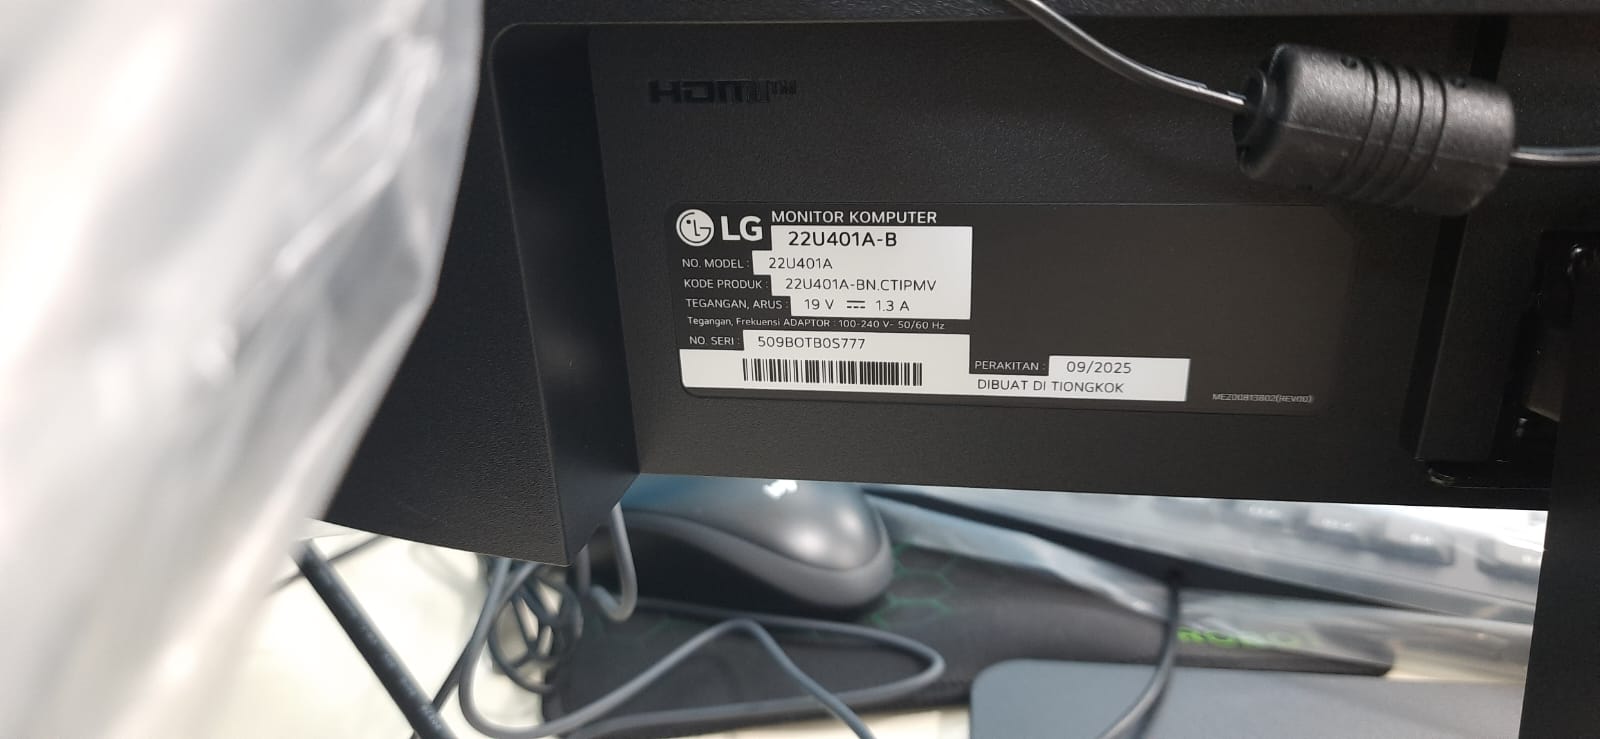 HDMI™
LG MONITOR KOMPUTER
22U401A-B
NO. MODEL : 22U401A
KODE PRODUK : 22U401A-BN.CTIPMV
TEGANGAN, ARUS : 19 V ⎓ 1.3 A
Tegangan, Frekuensi ADAPTOR : 100-240 V~ 50/60 Hz
NO. SERI : 509BOTB0S777
PERAKITAN : 09/2025
DIBUAT DI TIONGKOK